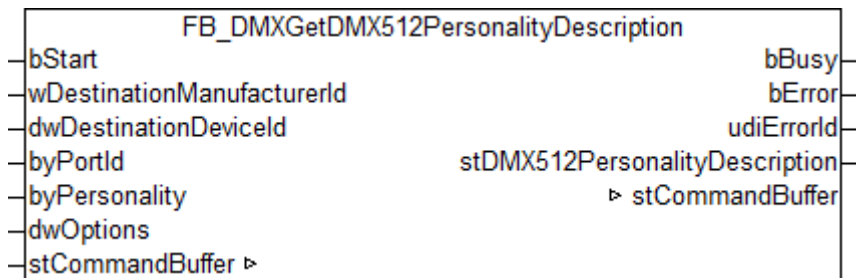 FB_DMXGetDMX512PersonalityDescription
bStart bBusy
wDestinationManufacturerId bError
dwDestinationDeviceId udiErrorId
byPortId stDMX512PersonalityDescription
byPersonality ▹ stCommandBuffer
dwOptions
stCommandBuffer ▹